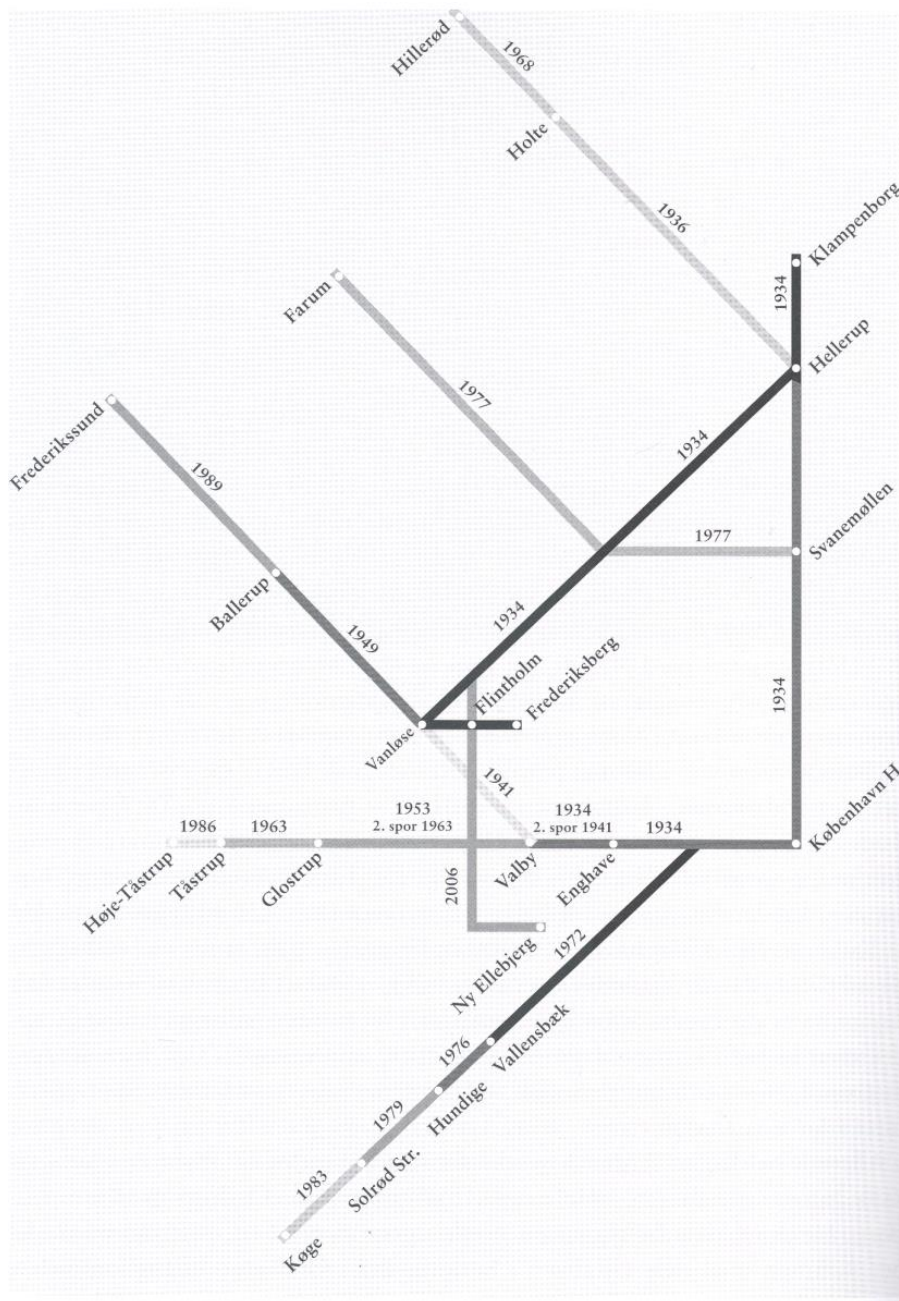 Hillerød
1968
Holte
1936
Klampenborg
1934
Hellerup
Farum
1977
1934
Frederikssund
1989
Svanemøllen
1977
Ballerup
1949
1934
Flintholm
Frederiksberg
1934
Vanløse
1941
København H
1986
1963
1953
2. spor 1963
1934
2. spor 1941
1934
Høje-Tåstrup
Tåstrup
Glostrup
Valby
Enghave
2006
Ny Ellebjerg
1972
Vallensbæk
1976
Hundige
1979
Solrød Str.
1983
Køge